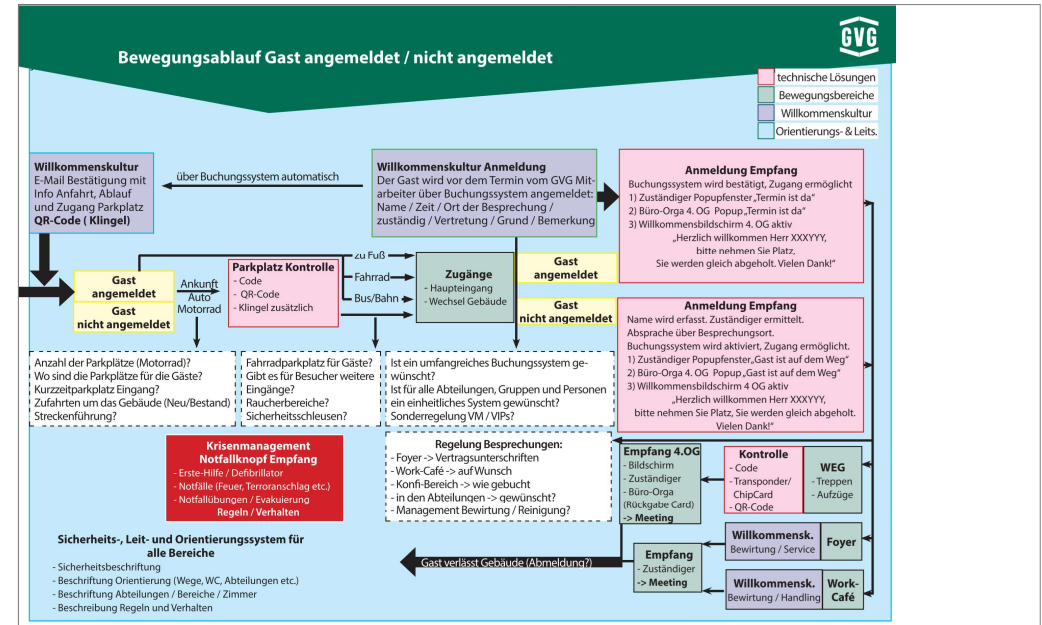 GVG
Bewegungsablauf Gast angemeldet / nicht angemeldet
technische Lösungen
Bewegungsbereiche
Willkommenskultur
Orientierungs- & Leits.
Willkommenskultur
E-Mail Bestätigung mit
Info Anfahrt, Ablauf
und Zugang Parkplatz
QR-Code ( Klingel)
über Buchungssystem automatisch
Willkommenskultur Anmeldung
Der Gast wird vor dem Termin vom GVG Mit-
arbeiter über Buchungssystem angemeldet:
Name / Zeit / Ort der Besprechung /
zuständig / Vertretung / Grund / Bemerkung
Anmeldung Empfang
Buchungssystem wird bestätigt, Zugang ermöglicht
1) Zuständiger Popupfenster „Termin ist da“
2) Büro-Orga 4. OG Popup „Termin ist da“
3) Willkommensbildschirm 4. OG aktiv
„Herzlich willkommen Herr XXXYYY,
bitte nehmen Sie Platz,
Sie werden gleich abgeholt. Vielen Dank!“
Gast
angemeldet
Gast
nicht angemeldet
Ankunft
Auto
Motorrad
Parkplatz Kontrolle
- Code
- QR-Code
- Klingel zusätzlich
zu Fuß
Fahrrad
Bus/Bahn
Zugänge
- Haupteingang
- Wechsel Gebäude
Gast
angemeldet
Gast
nicht angemeldet
Anmeldung Empfang
Name wird erfasst. Zuständiger ermittelt.
Absprache über Besprechungsort.
Buchungssystem wird aktiviert, Zugang ermöglicht.
1) Zuständiger Popupfenster „Gast ist auf dem Weg“
2) Büro-Orga 4.OG Popup „Gast ist auf dem Weg“
3) Willkommensbildschirm 4 OG aktiv
„Herzlich willkommen Herr XXXYYY,
bitte nehmen Sie Platz, Sie werden gleich abgeholt.
Vielen Dank!“
Anzahl der Parkplätze (Motorrad)?
Wo sind die Parkplätze für die Gäste?
Kurzzeitparkplatz Eingang?
Zufahrten um das Gebäude (Neu/Bestand)
Streckenführung?
Fahrradparkplatz für Gäste?
Gibt es für Besucher weitere
Eingänge?
Raucherbereiche?
Sicherheitsschleusen?
Ist ein umfangreiches Buchungssystem ge-
wünscht?
Ist für alle Abteilungen, Gruppen und Personen
ein einheitliches System gewünscht?
Sonderregelung VM / VIPs?
Krisenmanagement
Notfallknopf Empfang
- Erste-Hilfe / Defibrillator
- Notfälle (Feuer, Terroranschlag etc.)
- Notfallübungen / Evakuierung
Regeln / Verhalten
Regelung Besprechungen:
- Foyer -> Vertragsunterschriften
- Work-Café -> auf Wunsch
- Konfi-Bereich -> wie gebucht
- in den Abteilungen -> gewünscht?
- Management Bewirtung / Reinigung?
Empfang 4.OG
- Bildschirm
- Zuständiger
- Büro-Orga
(Rückgabe Card)
-> Meeting
Kontrolle
- Code
- Transponder/
ChipCard
- QR-Code
WEG
- Treppen
- Aufzüge
Sicherheits-, Leit- und Orientierungssystem für
alle Bereiche
- Sicherheitsbeschriftung
- Beschriftung Orientierung (Wege, WC, Abteilungen etc.)
- Beschriftung Abteilungen / Bereiche / Zimmer
- Beschreibung Regeln und Verhalten
Gast verlässt Gebäude (Abmeldung?)
Empfang
- Zuständiger
-> Meeting
Willkommensk.
Bewirtung / Service
Foyer
Willkommensk.
Bewirtung / Handling
Work-
Café